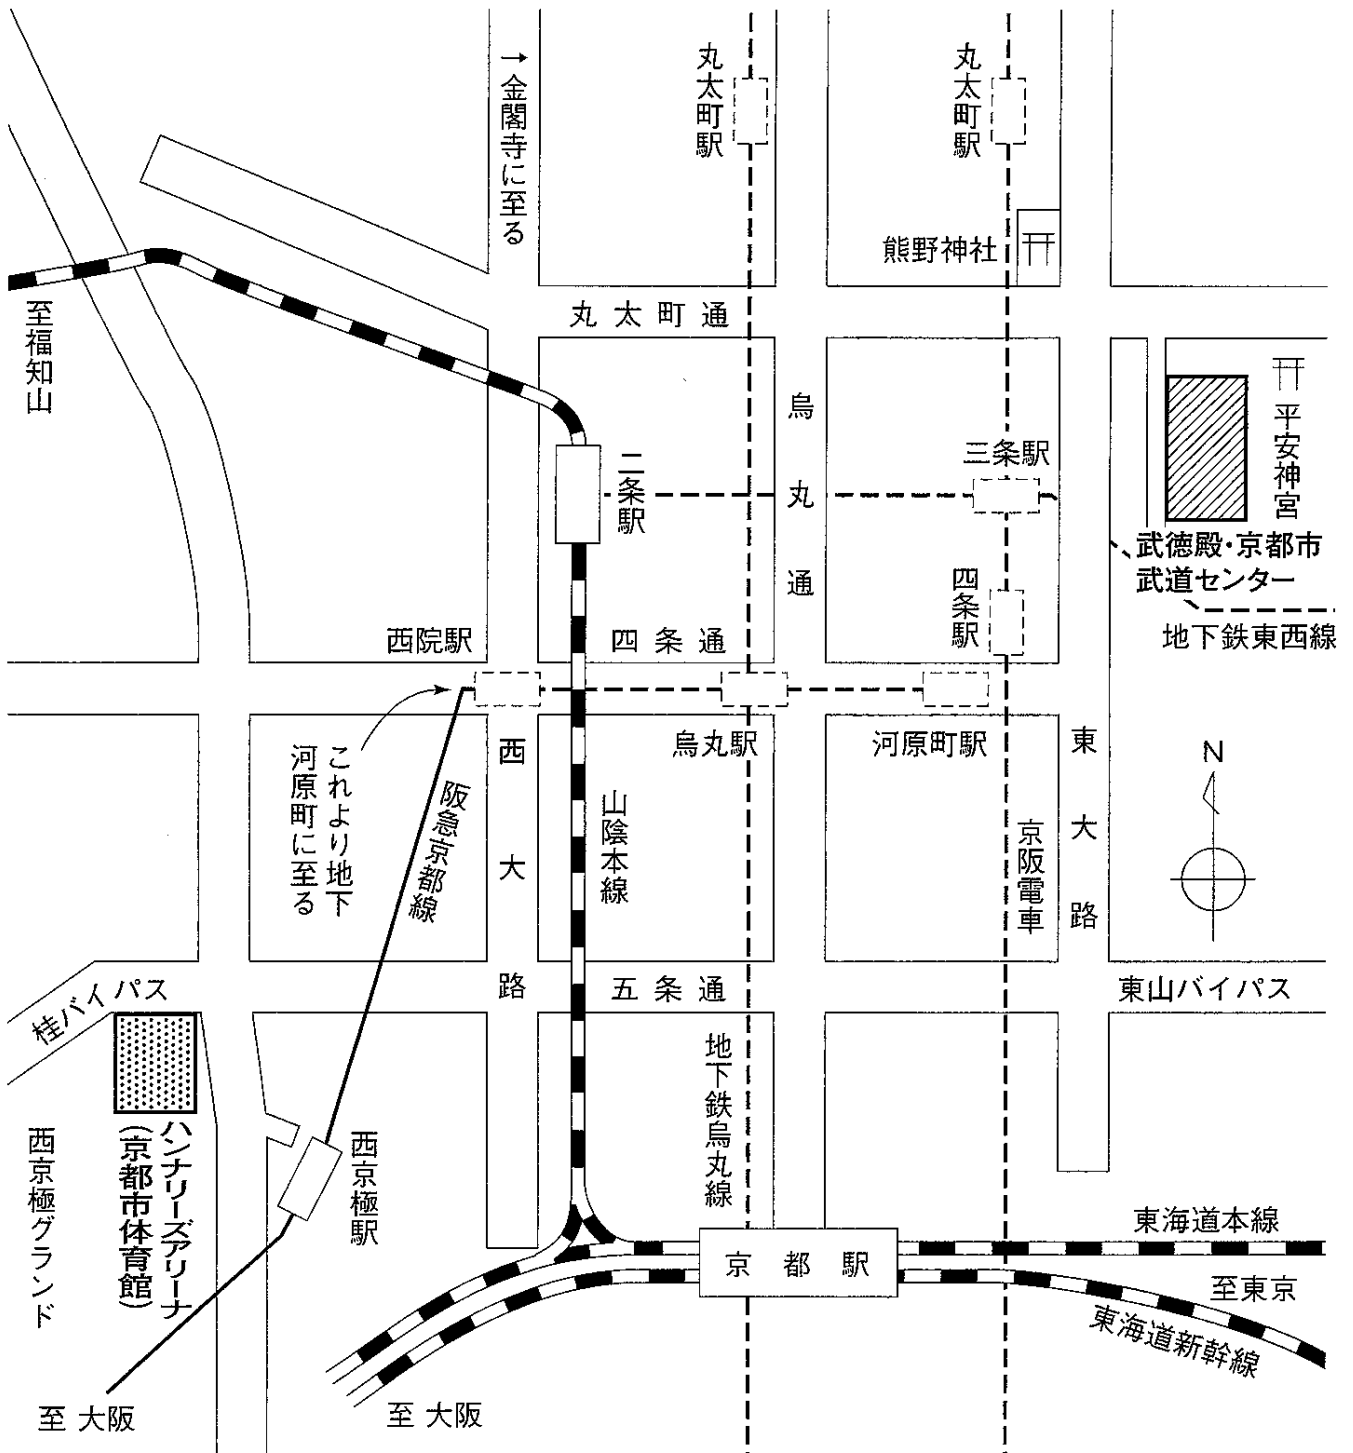 ↑金閣寺に至る
丸太町駅
丸太町駅
熊野神社
丸太町通
至福知山
烏丸通
平安神宮
三条駅
二条駅
武徳殿・京都市
武道センター
四条駅
地下鉄東西線
西院駅
四条通
烏丸駅
河原町駅
これより地下
河原町に至る
阪急京都線
西大路
山陰本線
京阪電車
東大路
N
桂バイパス
五条通
東山バイパス
地下鉄烏丸線
ハンナリーズアリーナ
(京都市体育館)
西京極グランド
西京極駅
東海道本線
京都駅
至東京
東海道新幹線
至 大阪
至 大阪